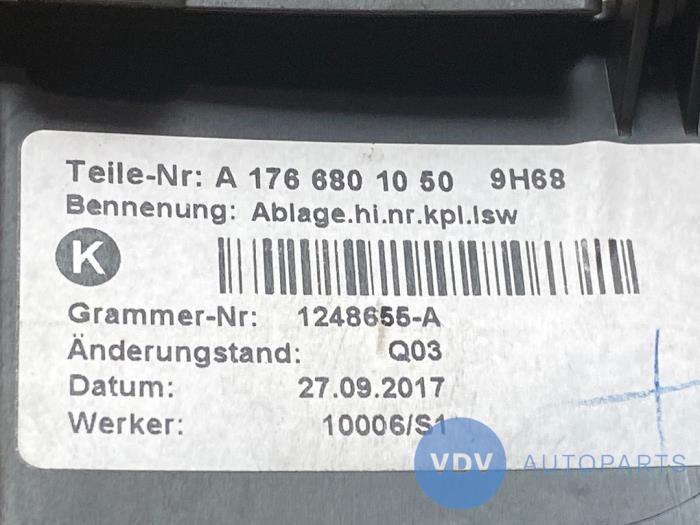 Teile-Nr: A 176 680 10 50 9H68
Bennenung: Ablage.hi.nr.kpl.lsw
K
Grammer-Nr: 1248655-A
Änderungstand: Q03
Datum: 27.09.2017
Werker: 10006/S1
VDV AUTOPARTS